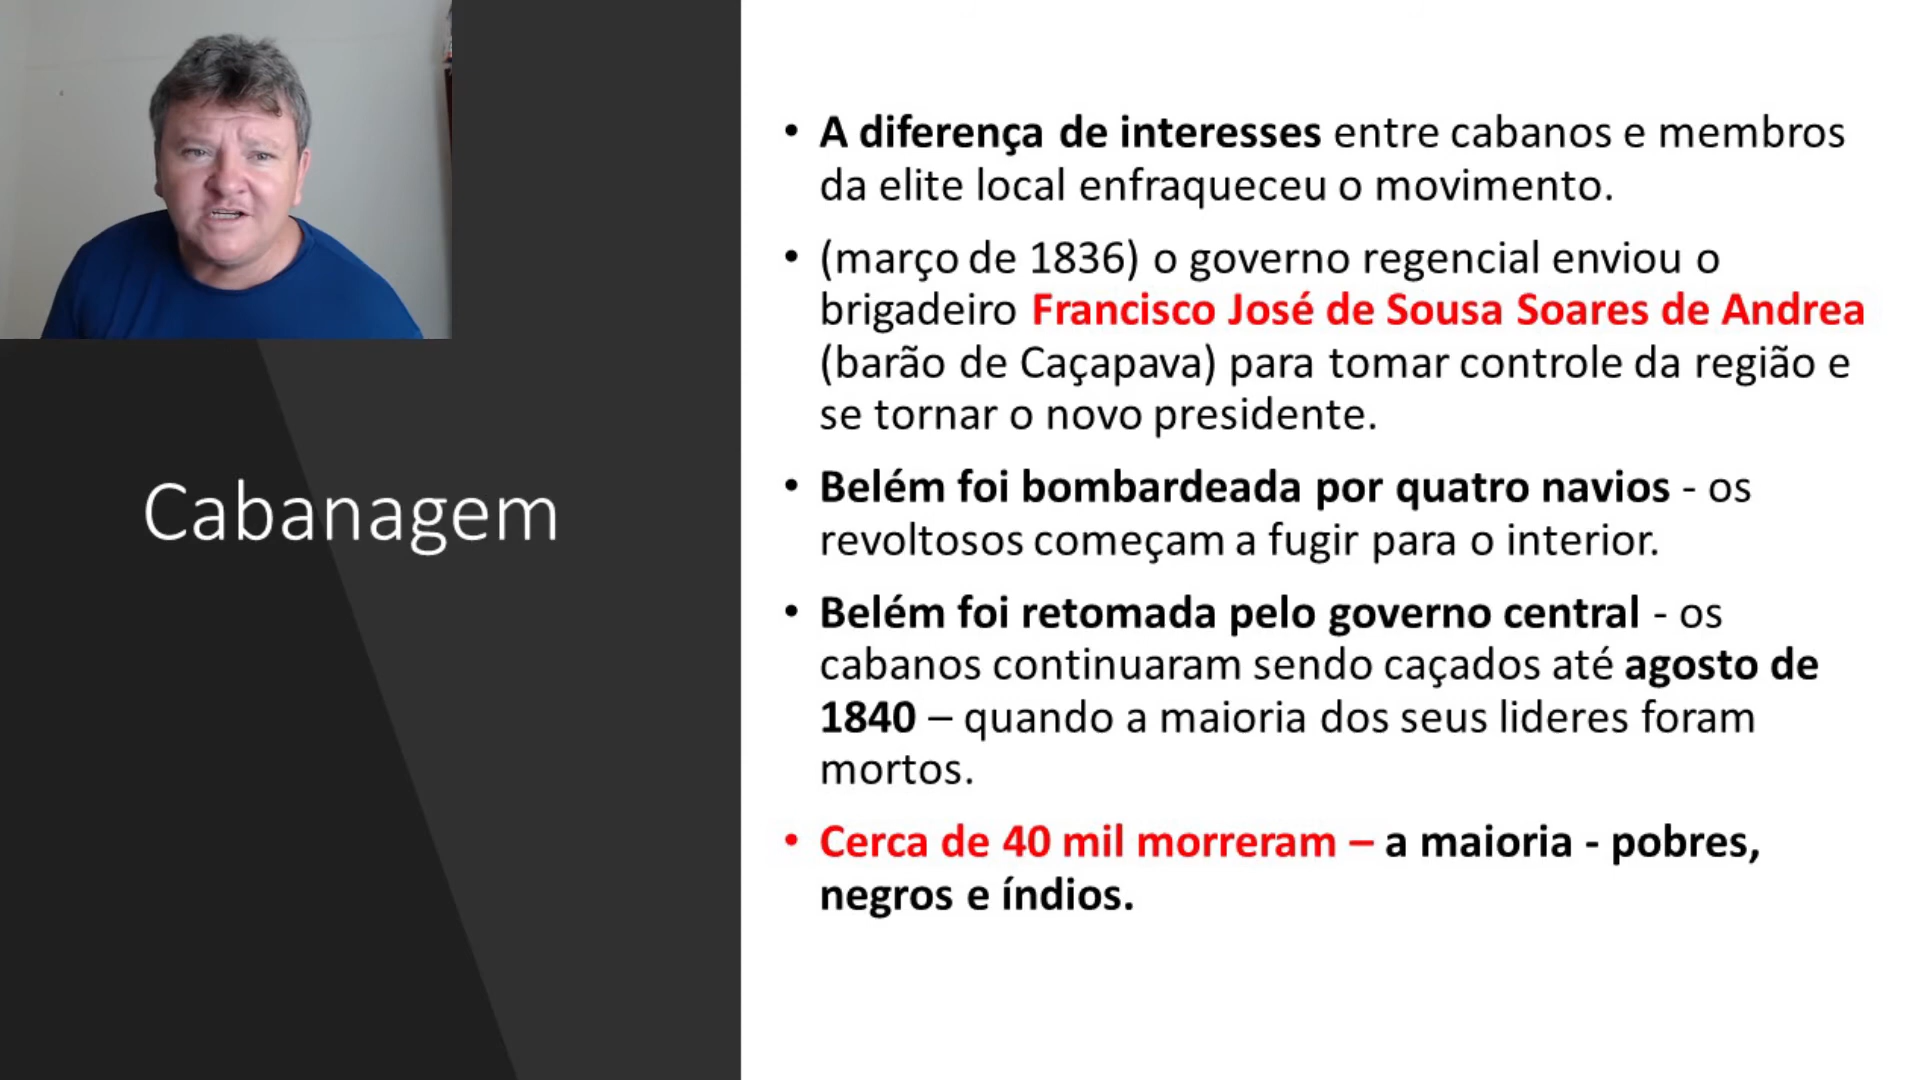 Cabanagem
• A diferença de interesses entre cabanos e membros
da elite local enfraqueceu o movimento.
• (março de 1836) o governo regencial enviou o
brigadeiro Francisco José de Sousa Soares de Andrea
(barão de Caçapava) para tomar controle da região e
se tornar o novo presidente.
• Belém foi bombardeada por quatro navios - os
revoltosos começam a fugir para o interior.
• Belém foi retomada pelo governo central - os
cabanos continuaram sendo caçados até agosto de
1840 – quando a maioria dos seus lideres foram
mortos.
• Cerca de 40 mil morreram – a maioria - pobres,
negros e índios.